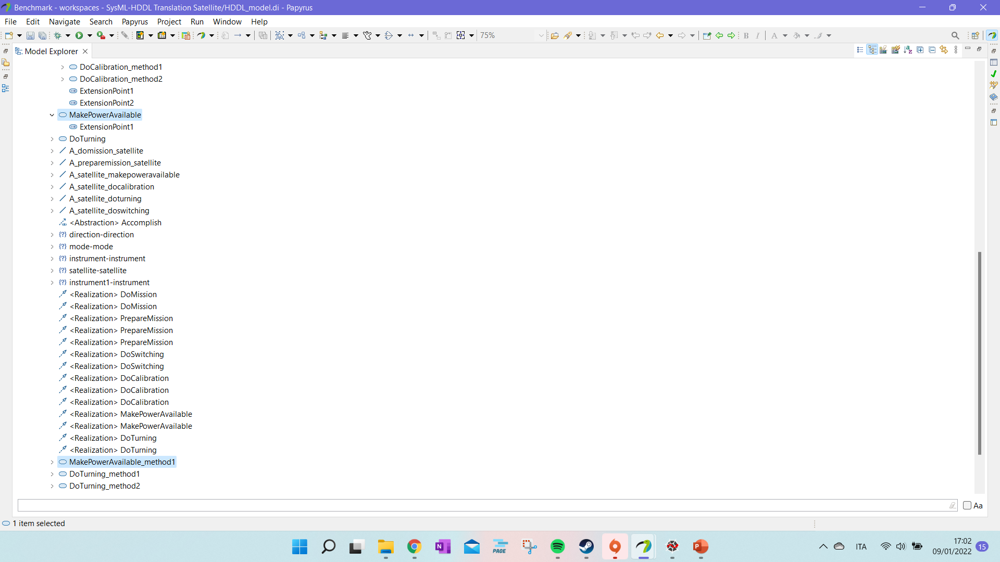 Benchmark - workspaces - SysML-HDDL Translation Satellite/HDDL_model.di - Papyrus
File Edit Navigate Search Papyrus Project Run Window Help
75%
B I A
Model Explorer
DoCalibration_method1
DoCalibration_method2
ExtensionPoint1
ExtensionPoint2
MakePowerAvailable
ExtensionPoint1
DoTurning
A_domission_satellite
A_preparemission_satellite
A_satellite_makepoweravailable
A_satellite_docalibration
A_satellite_doturning
A_satellite_doswitching
<Abstraction> Accomplish
{?} direction-direction
{?} mode-mode
{?} instrument-instrument
{?} satellite-satellite
{?} instrument1-instrument
<Realization> DoMission
<Realization> DoMission
<Realization> PrepareMission
<Realization> PrepareMission
<Realization> PrepareMission
<Realization> DoSwitching
<Realization> DoSwitching
<Realization> DoCalibration
<Realization> DoCalibration
<Realization> DoCalibration
<Realization> MakePowerAvailable
<Realization> MakePowerAvailable
<Realization> DoTurning
<Realization> DoTurning
MakePowerAvailable_method1
DoTurning_method1
DoTurning_method2
Aa
1 item selected
N
PAGE
P
ITA
17:02
09/01/2022
15